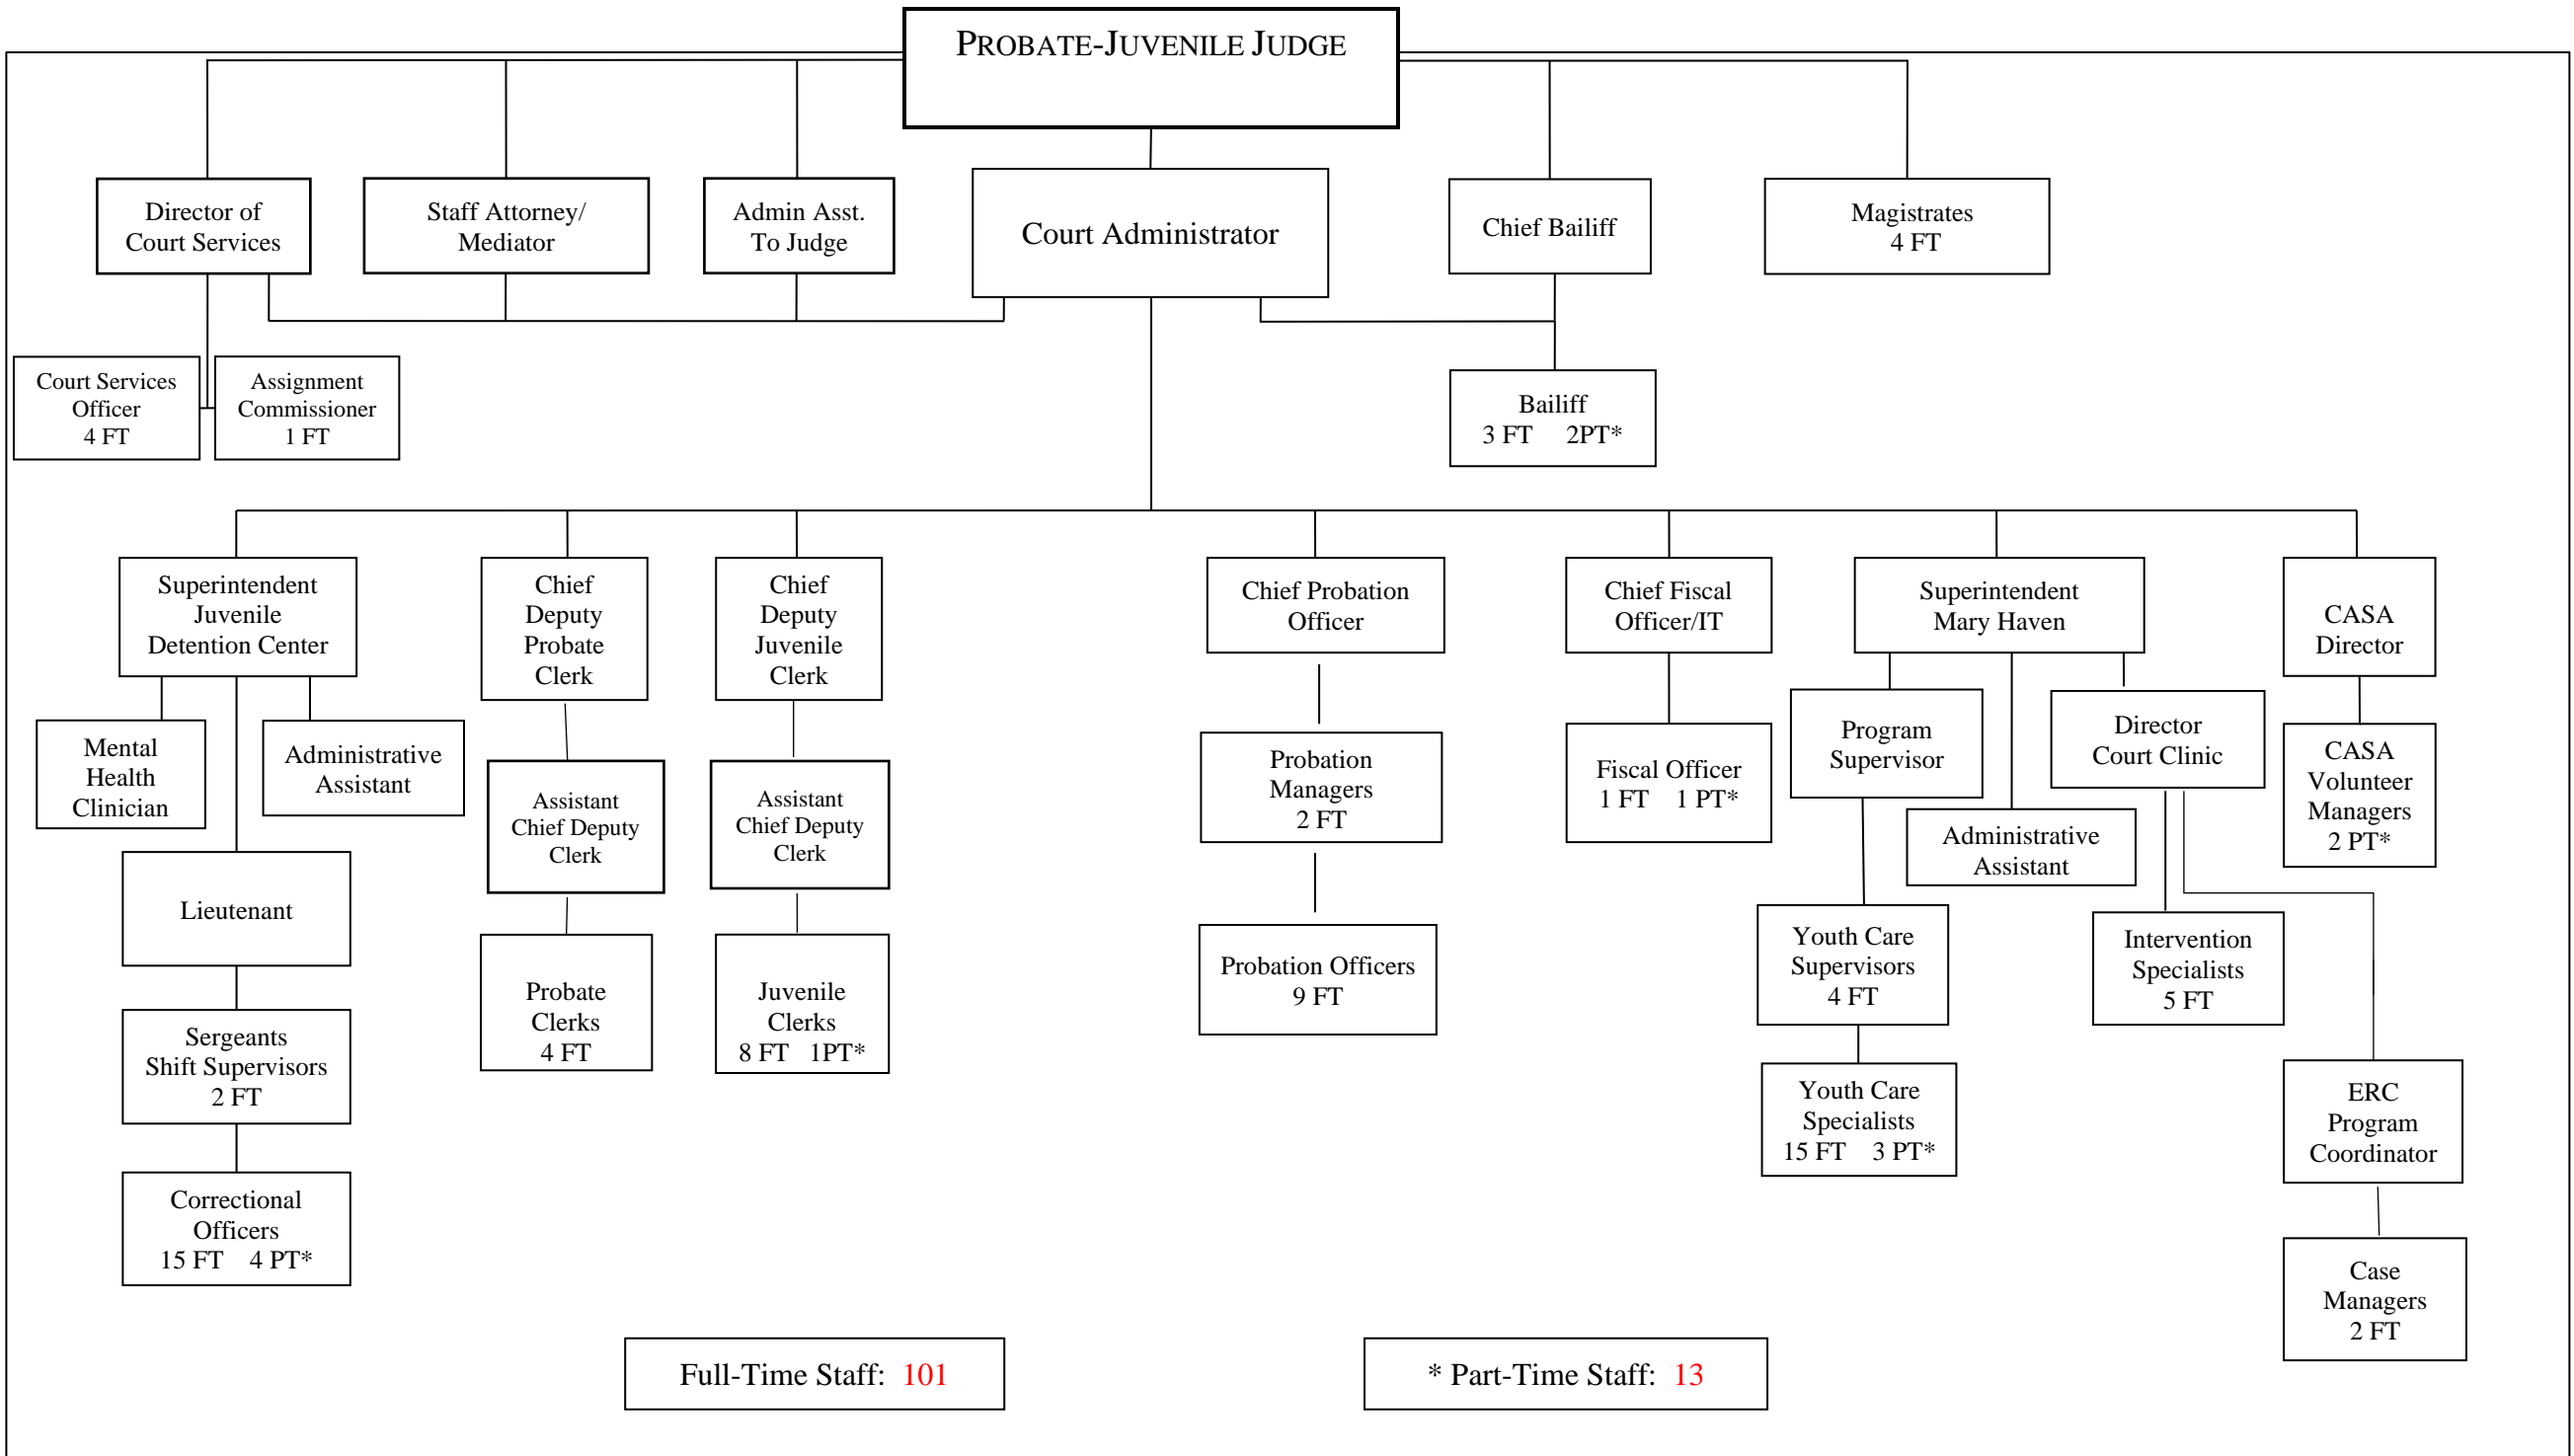 PROBATE-JUVENILE JUDGE
Director of
Court Services
Staff Attorney/
Mediator
Admin Asst.
To Judge
Court Administrator
Chief Bailiff
Magistrates
4 FT
Court Services
Officer
4 FT
Assignment
Commissioner
1 FT
Bailiff
3 FT 2PT*
Superintendent
Juvenile
Detention Center
Chief
Deputy
Probate
Clerk
Chief
Deputy
Juvenile
Clerk
Chief Probation
Officer
Chief Fiscal
Officer/IT
Superintendent
Mary Haven
CASA
Director
Mental
Health
Clinician
Administrative
Assistant
Assistant
Chief Deputy
Clerk
Assistant
Chief Deputy
Clerk
Probation
Managers
2 FT
Fiscal Officer
1 FT 1 PT*
Program
Supervisor
Administrative
Assistant
Director
Court Clinic
CASA
Volunteer
Managers
2 PT*
Lieutenant
Probate
Clerks
4 FT
Juvenile
Clerks
8 FT 1PT*
Probation Officers
9 FT
Youth Care
Supervisors
4 FT
Intervention
Specialists
5 FT
Sergeants
Shift Supervisors
2 FT
Youth Care
Specialists
15 FT 3 PT*
ERC
Program
Coordinator
Correctional
Officers
15 FT 4 PT*
Case
Managers
2 FT
Full-Time Staff: 101
* Part-Time Staff: 13